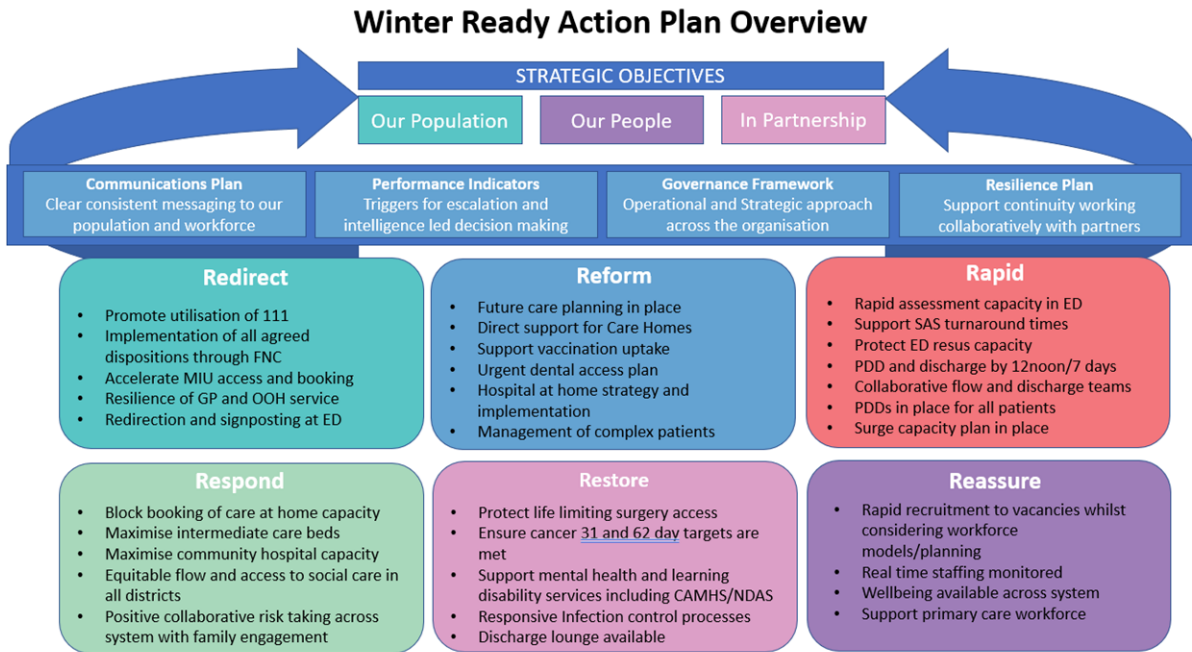 Winter Ready Action Plan Overview
STRATEGIC OBJECTIVES
Our Population
Our People
In Partnership
Communications Plan
Clear consistent messaging to our
population and workforce
Performance Indicators
Triggers for escalation and
intelligence led decision making
Governance Framework
Operational and Strategic approach
across the organisation
Resilience Plan
Support continuity working
collaboratively with partners
Redirect
• Promote utilisation of 111
• Implementation of all agreed
dispositions through FNC
• Accelerate MIU access and booking
• Resilience of GP and OOH service
• Redirection and signposting at ED
Reform
• Future care planning in place
• Direct support for Care Homes
• Support vaccination uptake
• Urgent dental access plan
• Hospital at home strategy and
implementation
• Management of complex patients
Rapid
• Rapid assessment capacity in ED
• Support SAS turnaround times
• Protect ED resus capacity
• PDD and discharge by 12noon/7 days
• Collaborative flow and discharge teams
• PDDs in place for all patients
• Surge capacity plan in place
Respond
• Block booking of care at home capacity
• Maximise intermediate care beds
• Maximise community hospital capacity
• Equitable flow and access to social care in
all districts
• Positive collaborative risk taking across
system with family engagement
Restore
• Protect life limiting surgery access
• Ensure cancer 31 and 62 day targets are
met
• Support mental health and learning
disability services including CAMHS/NDAS
• Responsive Infection control processes
• Discharge lounge available
Reassure
• Rapid recruitment to vacancies whilst
considering workforce
models/planning
• Real time staffing monitored
• Wellbeing available across system
• Support primary care workforce